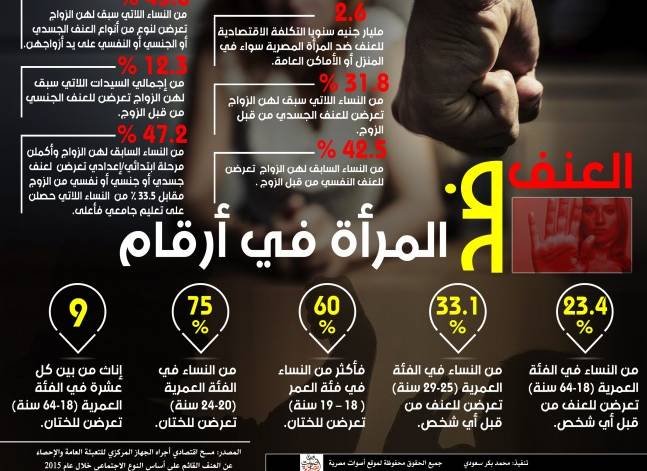 2.6
مليار جنيه سنويا التكلفة الاقتصادية
للعنف ضد المرأة المصرية سواء في
المنزل أو الأماكن العامة.
من النساء اللاتي سبق لهن الزواج
تعرضن لنوع من أنواع العنف الجسدي
أو الجنسي أو النفسي على يد أزواجهن.
31.8 %
من النساء اللاتي سبق لهن الزواج
تعرضن للعنف الجسدي من قبل
الزوج.
12.3 %
من إجمالي السيدات اللاتي سبق
لهن الزواج تعرضن للعنف الجنسي
من قبل الزوج.
42.5 %
من النساء السابق لهن الزواج تعرضن
للعنف النفسي من قبل الزوج .
47.2 %
من النساء السابق لهن الزواج وأكملن
مرحلة ابتدائي/إعدادي تعرضن لعنف
جسدي أو جنسي أو نفسي من الزوج
مقابل 33.5 ٪ من النساء اللاتي حصلن
على تعليم جامعي فأعلى.
العنف
ضد
المرأة في أرقام
23.4
%
من النساء في الفئة
العمرية (18-64 سنة)
تعرضن للعنف من
قبل أي شخص.
33.1
%
من النساء في الفئة
العمرية (25-29 سنة)
تعرضن للعنف من
قبل أي شخص.
60
%
فأكثر من النساء
في فئة العمر
( 18 – 19 سنة)
تعرضن للختان.
75
%
من النساء في
الفئة العمرية
(20-24 سنة)
تعرضن للختان.
9
إناث من بين كل
عشرة في الفئة
العمرية (18-64 سنة)
تعرضن للختان.
تنفيذ: محمد بكر سعودي
جميع الحقوق محفوظة لموقع أصوات مصرية
المصدر: مسح اقتصادي أجراه الجهاز المركزي للتعبئة العامة والإحصاء
عن العنف القائم على أساس النوع الاجتماعي خلال عام 2015